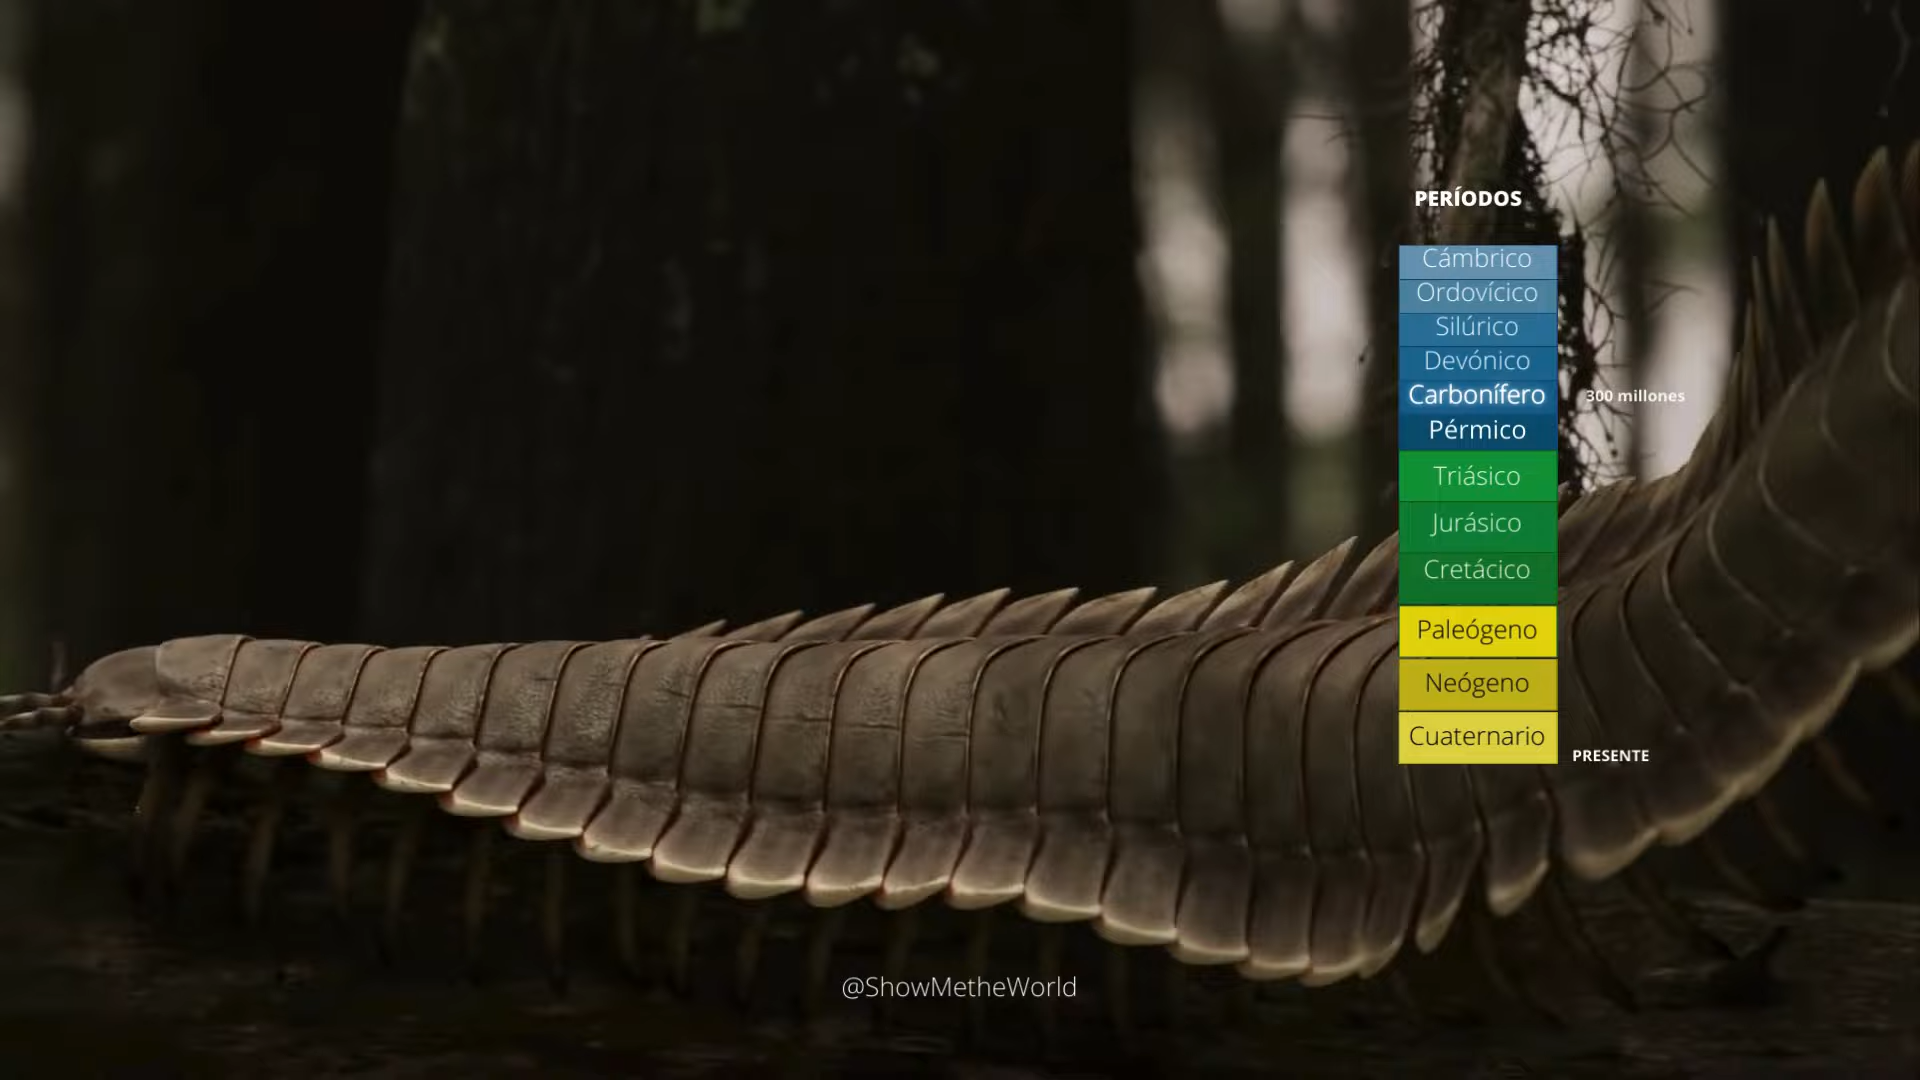 PERÍODOS
Cámbrico
Ordovícico
Silúrico
Devónico
Carbonífero
300 millones
Pérmico
Triásico
Jurásico
Cretácico
Paleógeno
Neógeno
Cuaternario
PRESENTE
@ShowMetheWorld